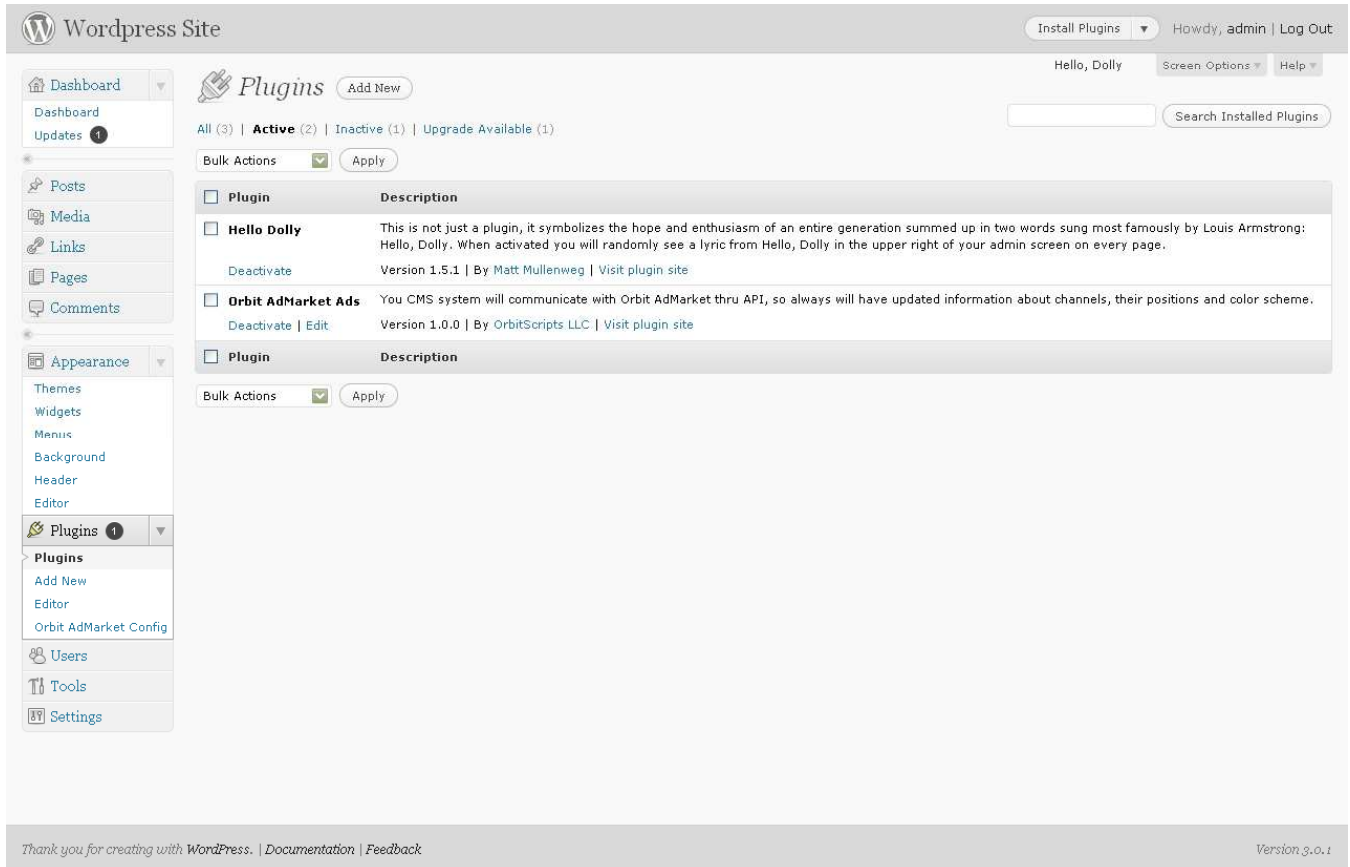 Wordpress Site
Install Plugins
Howdy, admin | Log Out
Hello, Dolly
Screen Options
Help
Dashboard
Dashboard
Updates 1
Posts
Media
Links
Pages
Comments
Appearance
Themes
Widgets
Menus
Background
Header
Editor
Plugins 1
Plugins
Add New
Editor
Orbit AdMarket Config
Users
Tools
Settings
Plugins Add New
Search Installed Plugins
All (3) | Active (2) | Inactive (1) | Upgrade Available (1)
Bulk Actions Apply
Plugin Description
Hello Dolly
This is not just a plugin, it symbolizes the hope and enthusiasm of an entire generation summed up in two words sung most famously by Louis Armstrong:
Hello, Dolly. When activated you will randomly see a lyric from Hello, Dolly in the upper right of your admin screen on every page.
Deactivate Version 1.5.1 | By Matt Mullenweg | Visit plugin site
Orbit AdMarket Ads You CMS system will communicate with Orbit AdMarket thru API, so always will have updated information about channels, their positions and color scheme.
Deactivate | Edit Version 1.0.0 | By OrbitScripts LLC | Visit plugin site
Plugin Description
Bulk Actions Apply
Thank you for creating with WordPress. | Documentation | Feedback
Version 3.0.1